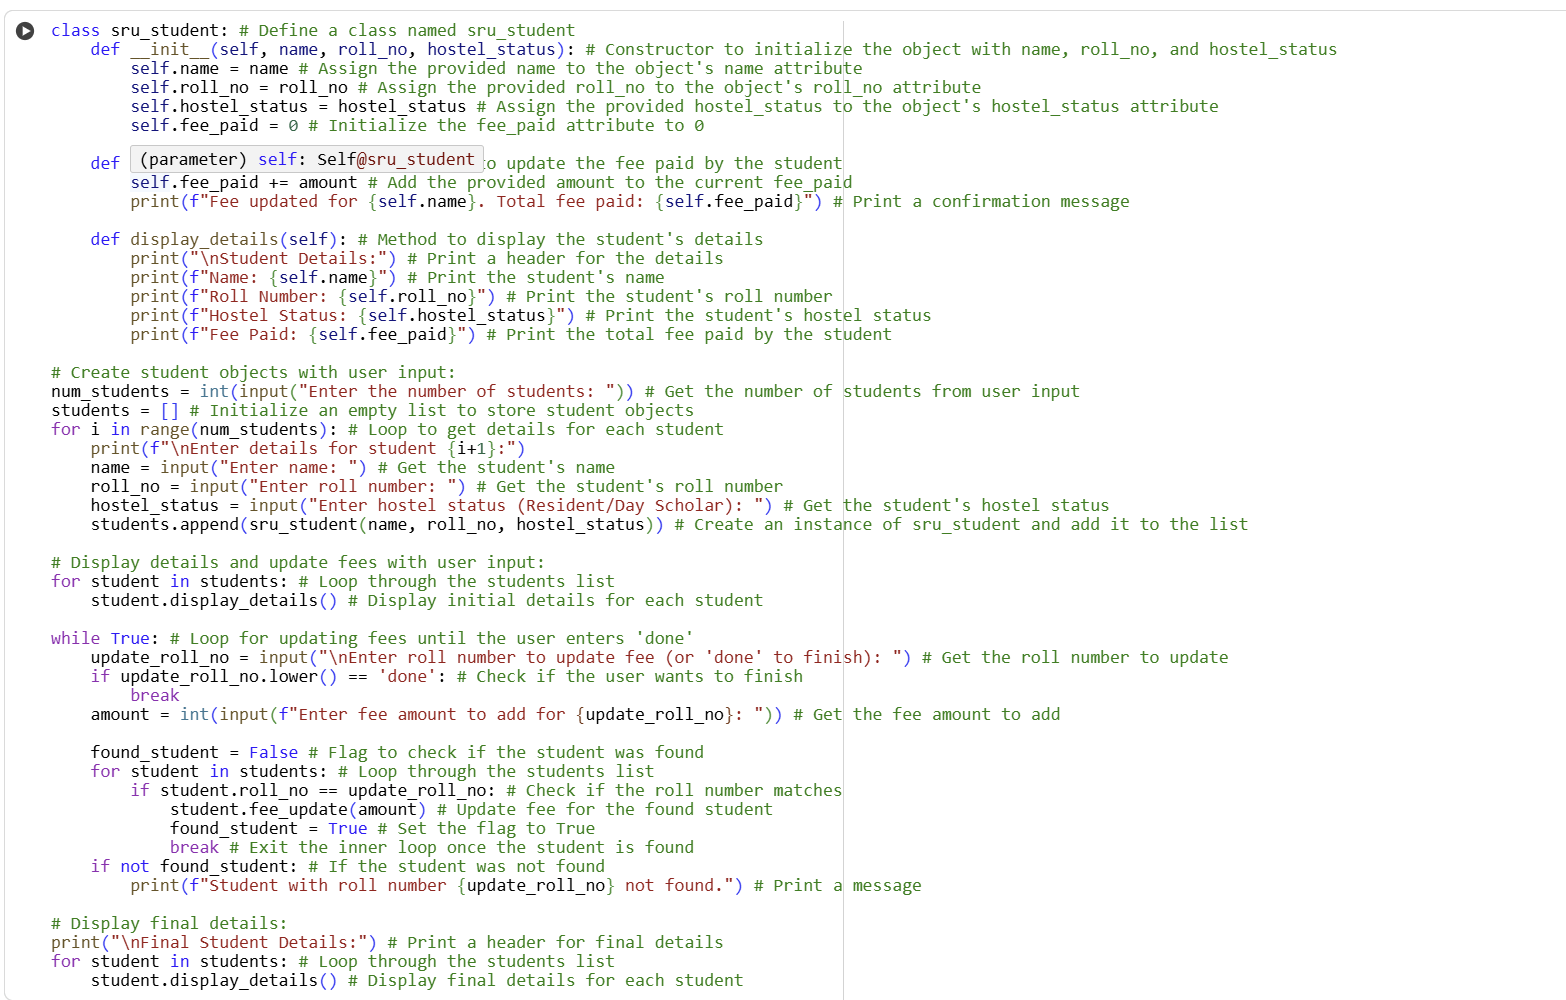 class sru_student: # Define a class named sru_student
    def __init__(self, name, roll_no, hostel_status): # Constructor to initialize the object with name, roll_no, and hostel_status
        self.name = name # Assign the provided name to the object's name attribute
        self.roll_no = roll_no # Assign the provided roll_no to the object's roll_no attribute
        self.hostel_status = hostel_status # Assign the provided hostel_status to the object's hostel_status attribute
        self.fee_paid = 0 # Initialize the fee_paid attribute to 0
    def (parameter) self: Self@sru_student to update the fee paid by the student
        self.fee_paid += amount # Add the provided amount to the current fee_paid
        print(f"Fee updated for {self.name}. Total fee paid: {self.fee_paid}") # Print a confirmation message
    def display_details(self): # Method to display the student's details
        print("\nStudent Details:") # Print a header for the details
        print(f"Name: {self.name}") # Print the student's name
        print(f"Roll Number: {self.roll_no}") # Print the student's roll number
        print(f"Hostel Status: {self.hostel_status}") # Print the student's hostel status
        print(f"Fee Paid: {self.fee_paid}") # Print the total fee paid by the student
# Create student objects with user input:
num_students = int(input("Enter the number of students: ")) # Get the number of students from user input
students = [] # Initialize an empty list to store student objects
for i in range(num_students): # Loop to get details for each student
    print(f"\nEnter details for student {i+1}:")
    name = input("Enter name: ") # Get the student's name
    roll_no = input("Enter roll number: ") # Get the student's roll number
    hostel_status = input("Enter hostel status (Resident/Day Scholar): ") # Get the student's hostel status
    students.append(sru_student(name, roll_no, hostel_status)) # Create an instance of sru_student and add it to the list
# Display details and update fees with user input:
for student in students: # Loop through the students list
    student.display_details() # Display initial details for each student
while True: # Loop for updating fees until the user enters 'done'
    update_roll_no = input("\nEnter roll number to update fee (or 'done' to finish): ") # Get the roll number to update
    if update_roll_no.lower() == 'done': # Check if the user wants to finish
        break
    amount = int(input(f"Enter fee amount to add for {update_roll_no}: ")) # Get the fee amount to add
    found_student = False # Flag to check if the student was found
    for student in students: # Loop through the students list
        if student.roll_no == update_roll_no: # Check if the roll number matches
            student.fee_update(amount) # Update fee for the found student
            found_student = True # Set the flag to True
            break # Exit the inner loop once the student is found
    if not found_student: # If the student was not found
        print(f"Student with roll number {update_roll_no} not found.") # Print a message
# Display final details:
print("\nFinal Student Details:") # Print a header for final details
for student in students: # Loop through the students list
    student.display_details() # Display final details for each student